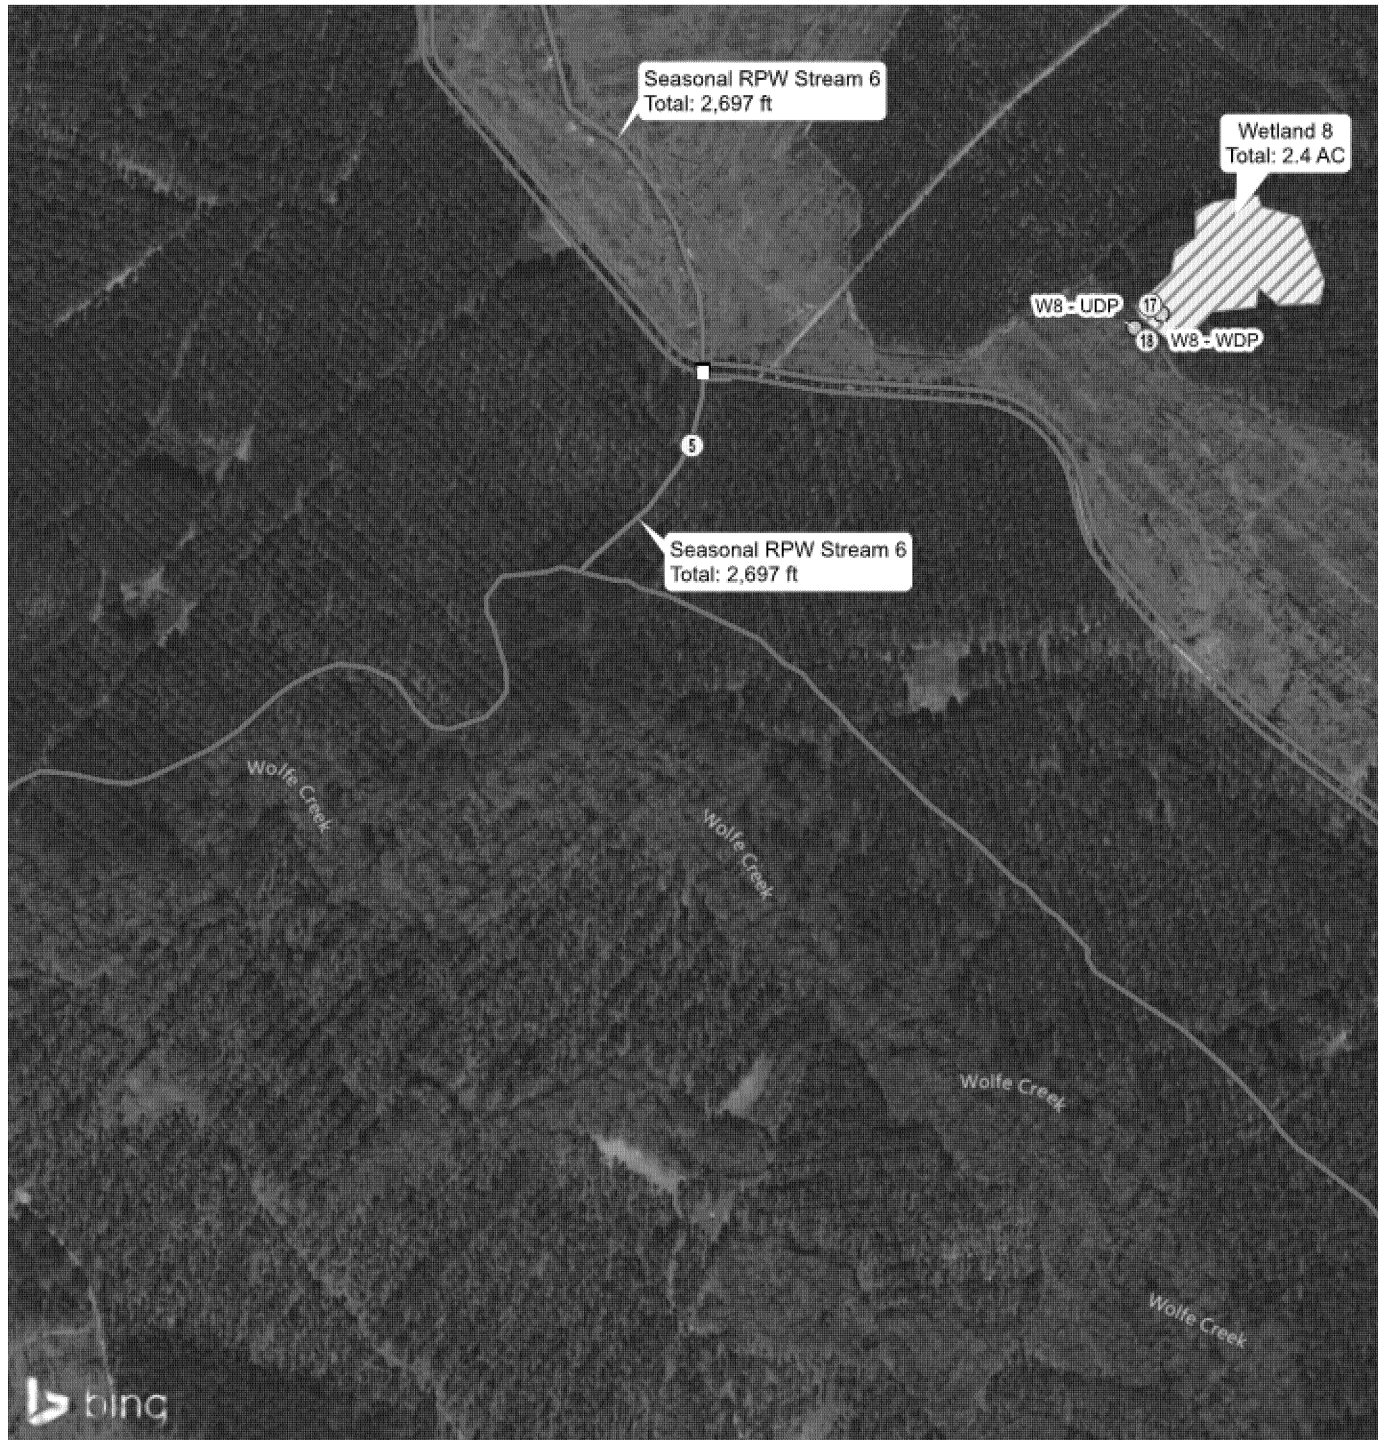 Seasonal RPW Stream 6
Total: 2,697 ft
Wetland 8
Total: 2.4 AC
W8 - UDP
17
18
W8 - WDP
5
Seasonal RPW Stream 6
Total: 2,697 ft
Wolfe Creek
Wolfe Creek
Wolfe Creek
Wolfe Creek
bing